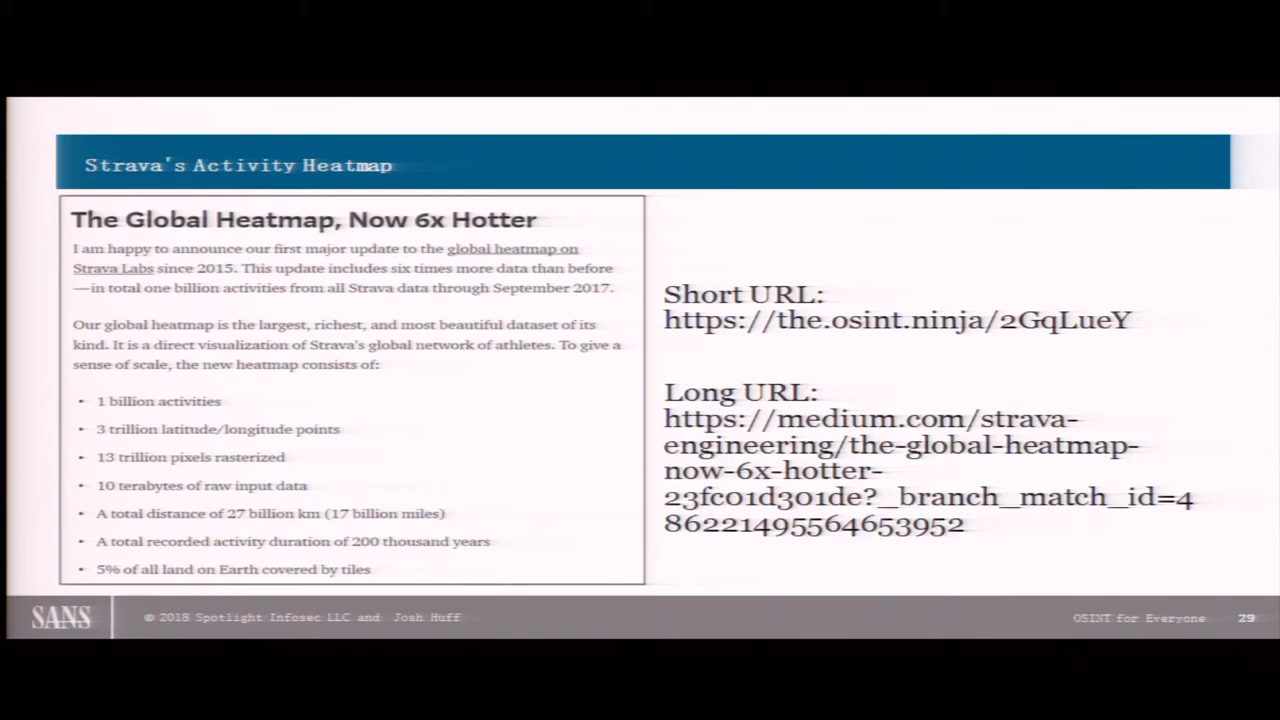 Strava's Activity Heatmap
The Global Heatmap, Now 6x Hotter
I am happy to announce our first major update to the global heatmap on
Strava Labs since 2015. This update includes six times more data than before
—in total one billion activities from all Strava data through September 2017.
Our global heatmap is the largest, richest, and most beautiful dataset of its
kind. It is a direct visualization of Strava's global network of athletes. To give a
sense of scale, the new heatmap consists of:
• 1 billion activities
• 3 trillion latitude/longitude points
• 13 trillion pixels rasterized
• 10 terabytes of raw input data
• A total distance of 27 billion km (17 billion miles)
• A total recorded activity duration of 200 thousand years
• 5% of all land on Earth covered by tiles
Short URL:
https://the.osint.ninja/2GqLueY
Long URL:
https://medium.com/strava-
engineering/the-global-heatmap-
now-6x-hotter-
23fc01d301de?_branch_match_id=4
86221495564653952
SANS
© 2018 Spotlight Infosec LLC and Josh Huff
OSINT for Everyone
29